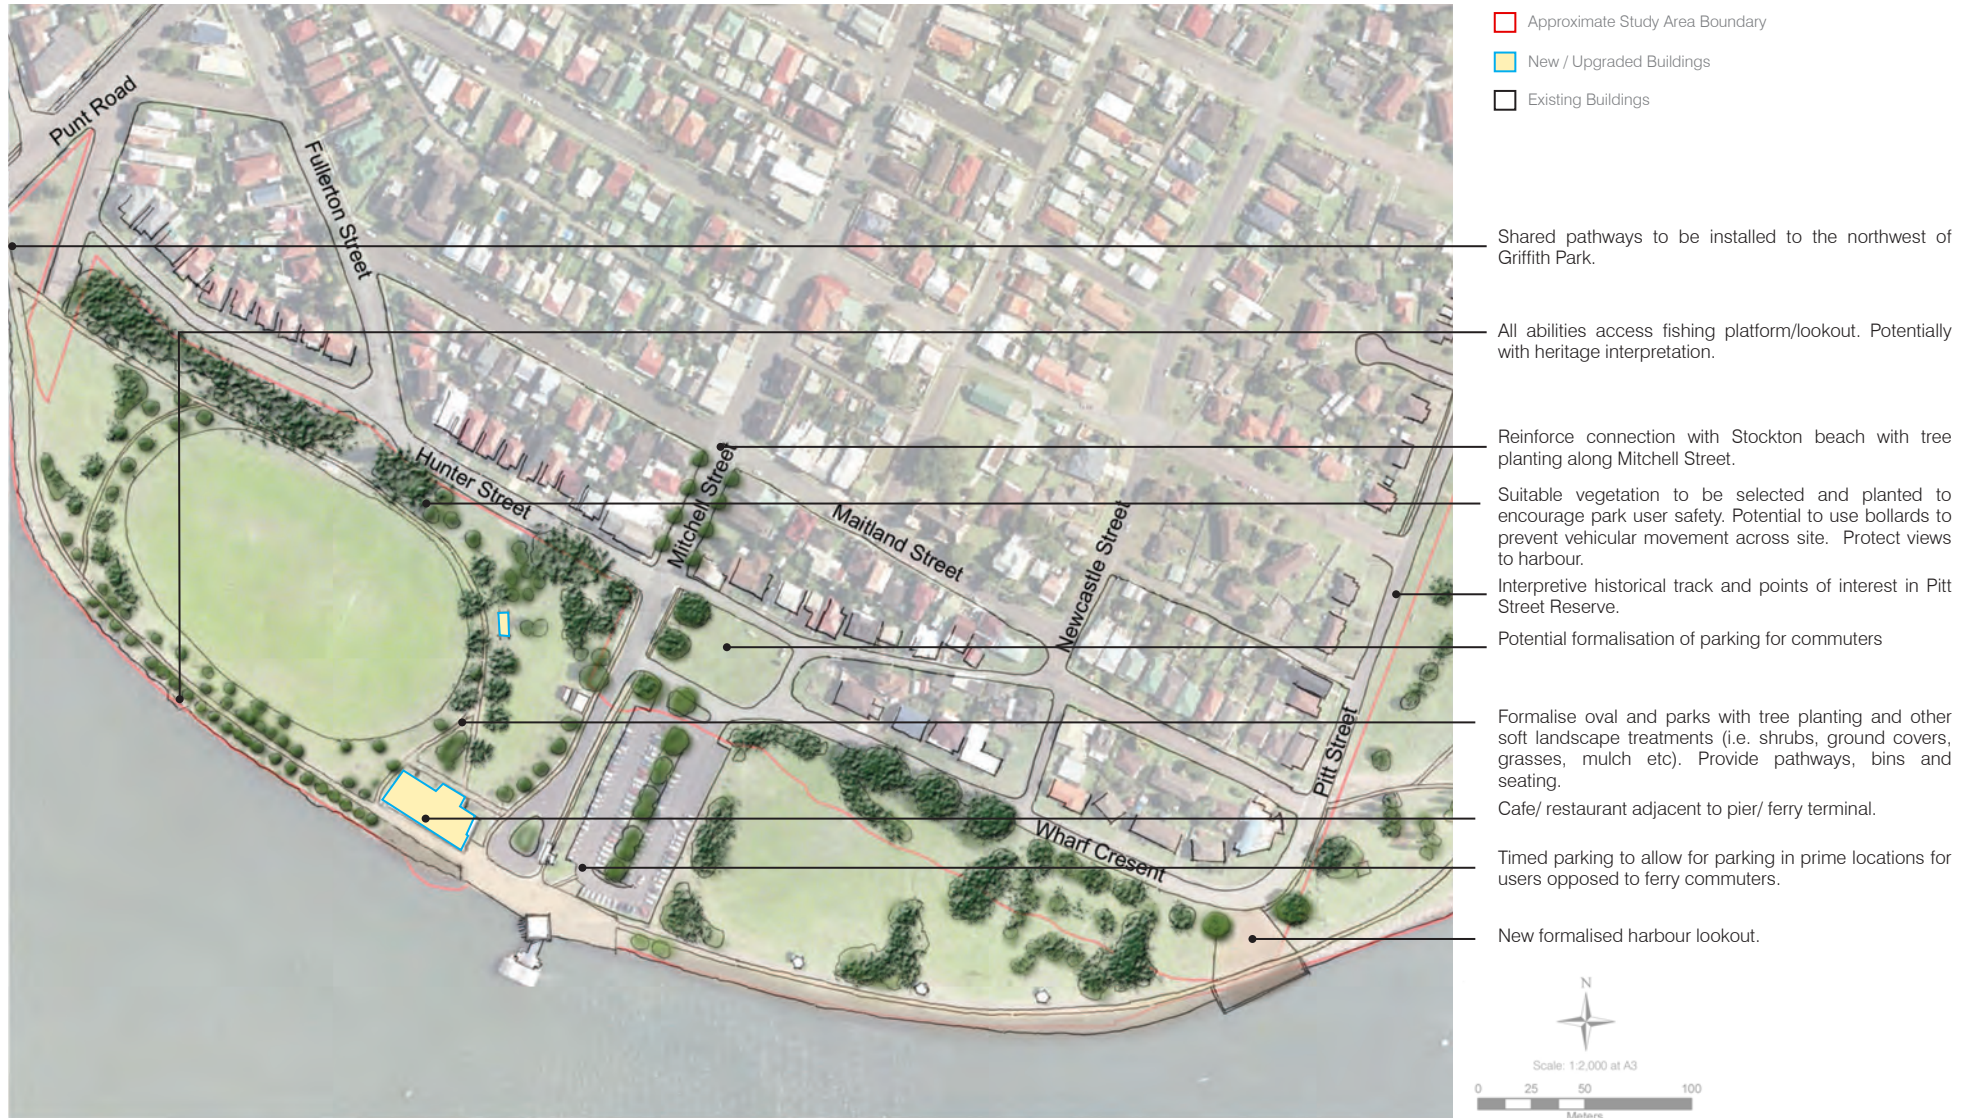 Approximate Study Area Boundary
New / Upgraded Buildings
Existing Buildings
Punt Road
Fullerton Street
Hunter Street
Mitchell Street
Maitland Street
Newcastle Street
Pitt Street
Wharf Cresent
Shared pathways to be installed to the northwest of
Griffith Park.
All abilities access fishing platform/lookout. Potentially
with heritage interpretation.
Reinforce connection with Stockton beach with tree
planting along Mitchell Street.
Suitable vegetation to be selected and planted to
encourage park user safety. Potential to use bollards to
prevent vehicular movement across site. Protect views
to harbour.
Interpretive historical track and points of interest in Pitt
Street Reserve.
Potential formalisation of parking for commuters
Formalise oval and parks with tree planting and other
soft landscape treatments (i.e. shrubs, ground covers,
grasses, mulch etc). Provide pathways, bins and
seating.
Cafe/ restaurant adjacent to pier/ ferry terminal.
Timed parking to allow for parking in prime locations for
users opposed to ferry commuters.
New formalised harbour lookout.
N
Scale: 1:2,000 at A3
0 25 50 100
Meters